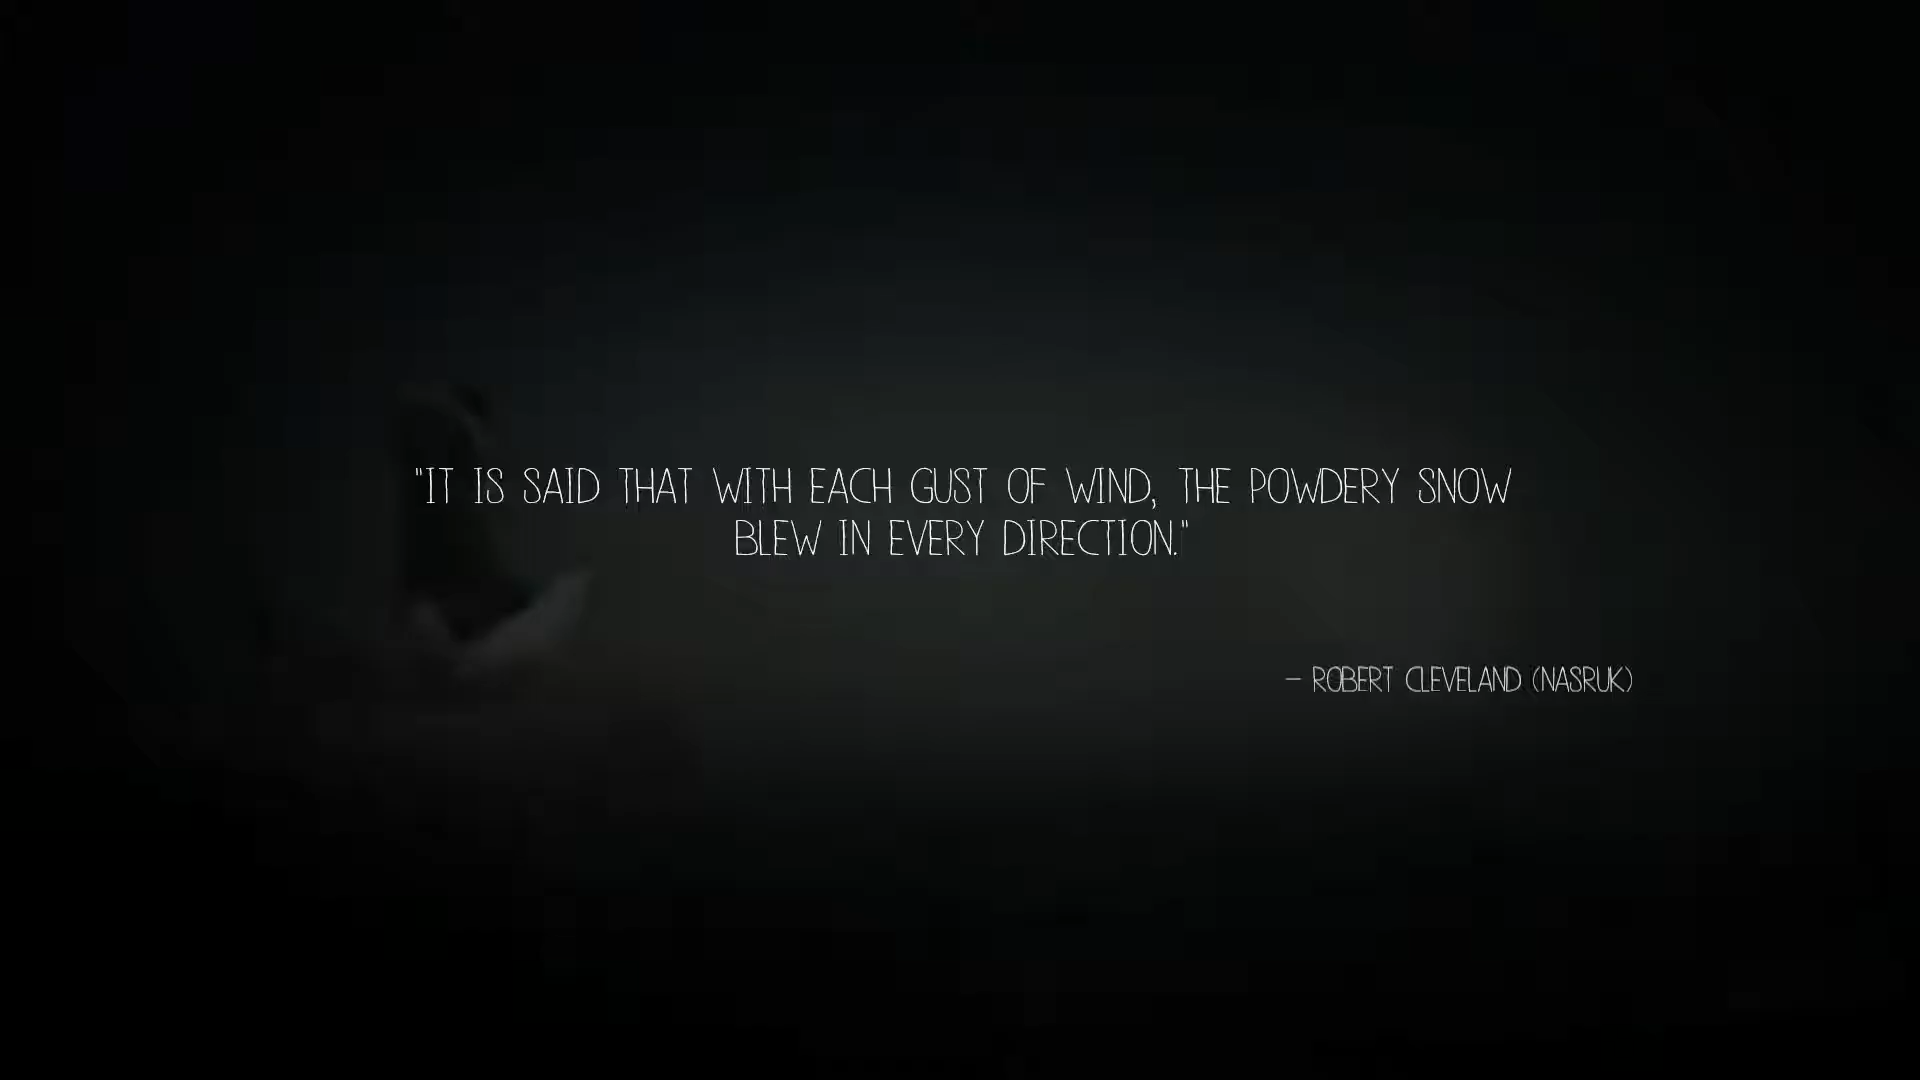 "IT IS SAID THAT WITH EACH GUST OF WIND, THE POWDERY SNOW
BLEW IN EVERY DIRECTION."
- ROBERT CLEVELAND (NASRUK)